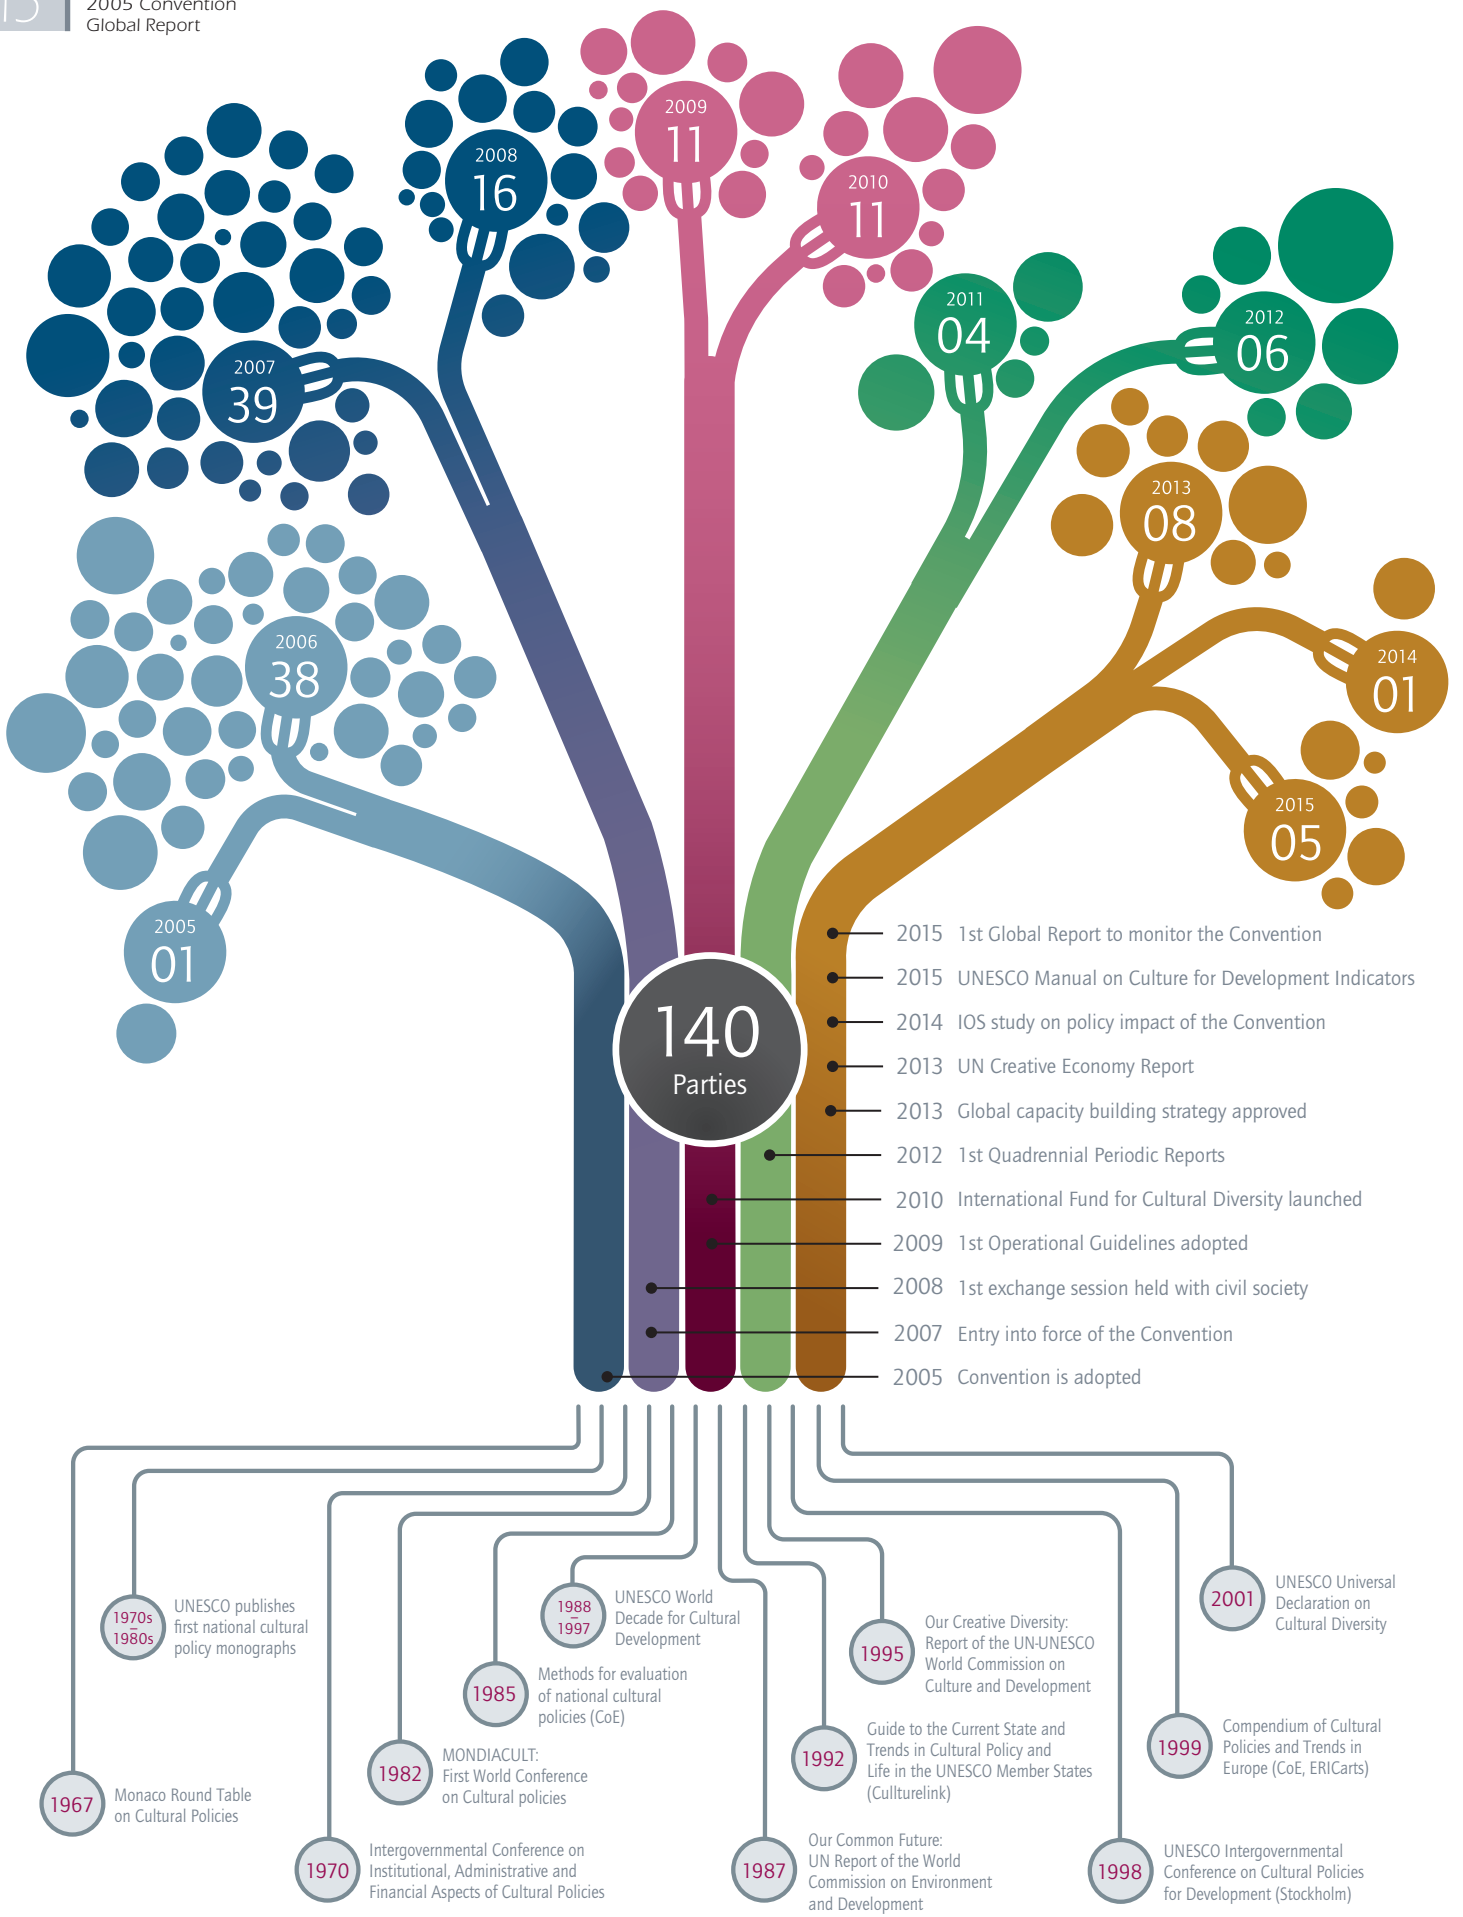 15
2005 Convention
Global Report
2009
11
2008
16
2010
11
2011
04
2012
06
2007
39
2013
08
2006
38
2014
01
2015
05
2005
01
140
Parties
2015 1st Global Report to monitor the Convention
2015 UNESCO Manual on Culture for Development Indicators
2014 IOS study on policy impact of the Convention
2013 UN Creative Economy Report
2013 Global capacity building strategy approved
2012 1st Quadrennial Periodic Reports
2010 International Fund for Cultural Diversity launched
2009 1st Operational Guidelines adopted
2008 1st exchange session held with civil society
2007 Entry into force of the Convention
2005 Convention is adopted
1970s
–
1980s
UNESCO publishes
first national cultural
policy monographs
1988
–
1997
UNESCO World
Decade for Cultural
Development
2001
UNESCO Universal
Declaration on
Cultural Diversity
1995
Our Creative Diversity:
Report of the UN-UNESCO
World Commission on
Culture and Development
1985
Methods for evaluation
of national cultural
policies (CoE)
1982
MONDIACULT:
First World Conference
on Cultural policies
1992
Guide to the Current State and
Trends in Cultural Policy and
Life in the UNESCO Member States
(Cullturelink)
1999
Compendium of Cultural
Policies and Trends in
Europe (CoE, ERICarts)
1967
Monaco Round Table
on Cultural Policies
1970
Intergovernmental Conference on
Institutional, Administrative and
Financial Aspects of Cultural Policies
1987
Our Common Future:
UN Report of the World
Commission on Environment
and Development
1998
UNESCO Intergovernmental
Conference on Cultural Policies
for Development (Stockholm)